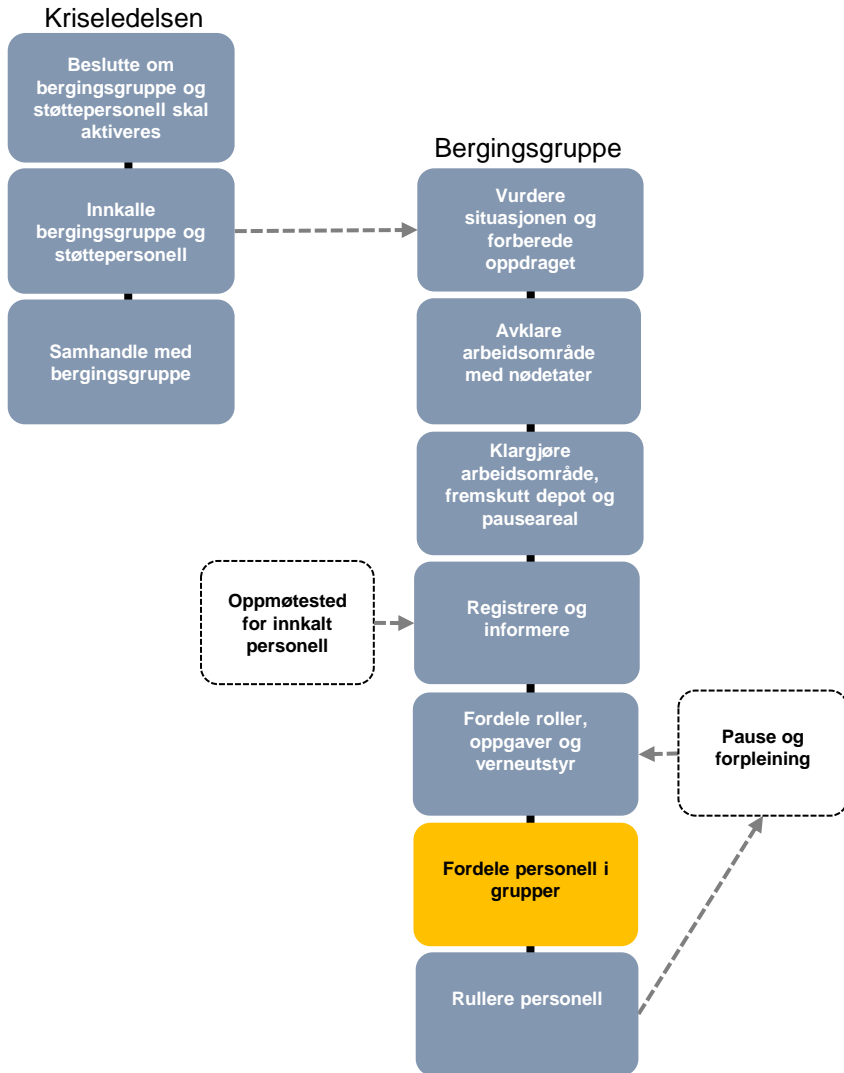 Kriseledelsen
Beslutte om
bergingsgruppe og
støttepersonell skal
aktiveres
Innkalle
bergingsgruppe og
støttepersonell
Samhandle med
bergingsgruppe
Bergingsgruppe
Vurdere
situasjonen og
forberede
oppdraget
Avklare
arbeidsområde
med nødetater
Klargjøre
arbeidsområde,
fremskutt depot og
pauseareal
Oppmøtested
for innkalt
personell
Registrere og
informere
Fordele roller,
oppgaver og
verneutstyr
Pause og
forpleining
Fordele personell i
grupper
Rullere personell